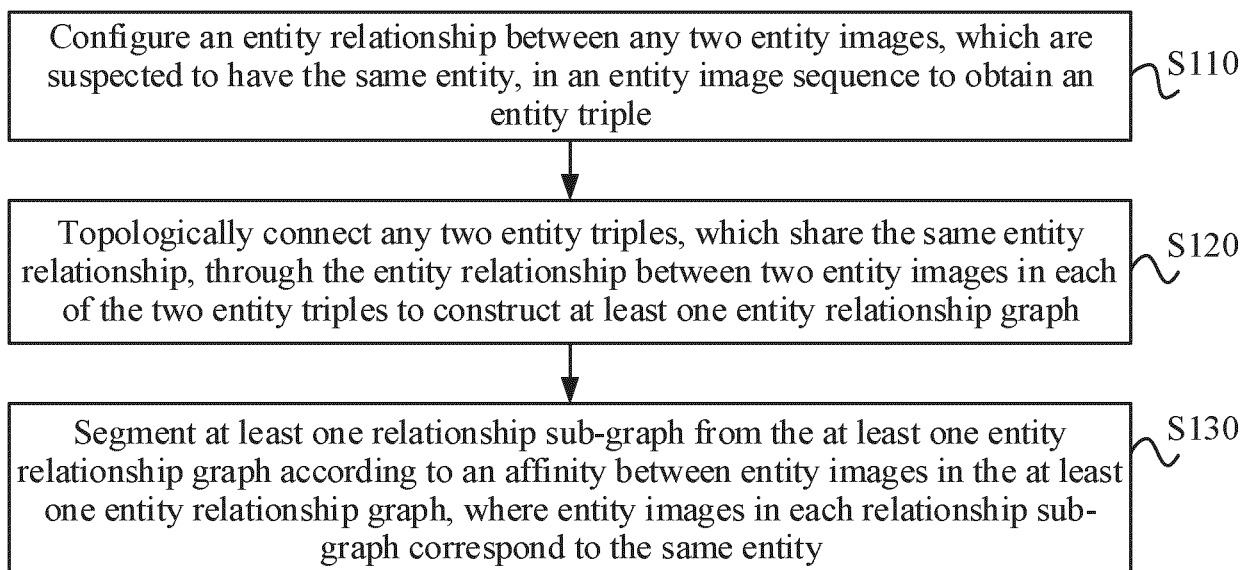 Configure an entity relationship between any two entity images, which are
suspected to have the same entity, in an entity image sequence to obtain an
entity triple
S110
Topologically connect any two entity triples, which share the same entity
relationship, through the entity relationship between two entity images in each
of the two entity triples to construct at least one entity relationship graph
S120
Segment at least one relationship sub-graph from the at least one entity
relationship graph according to an affinity between entity images in the at least
one entity relationship graph, where entity images in each relationship sub-
graph correspond to the same entity
S130